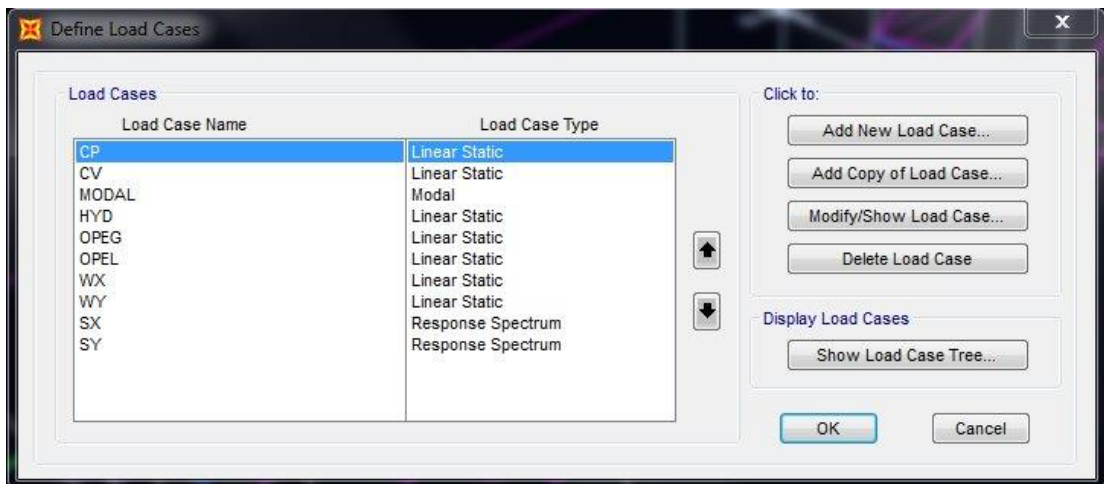 Define Load Cases
X
Load Cases
Load Case Name Load Case Type
CP Linear Static
CV Linear Static
MODAL Modal
HYD Linear Static
OPEG Linear Static
OPEL Linear Static
WX Linear Static
WY Linear Static
SX Response Spectrum
SY Response Spectrum
Click to:
Add New Load Case...
Add Copy of Load Case...
Modify/Show Load Case...
Delete Load Case
Display Load Cases
Show Load Case Tree...
OK Cancel